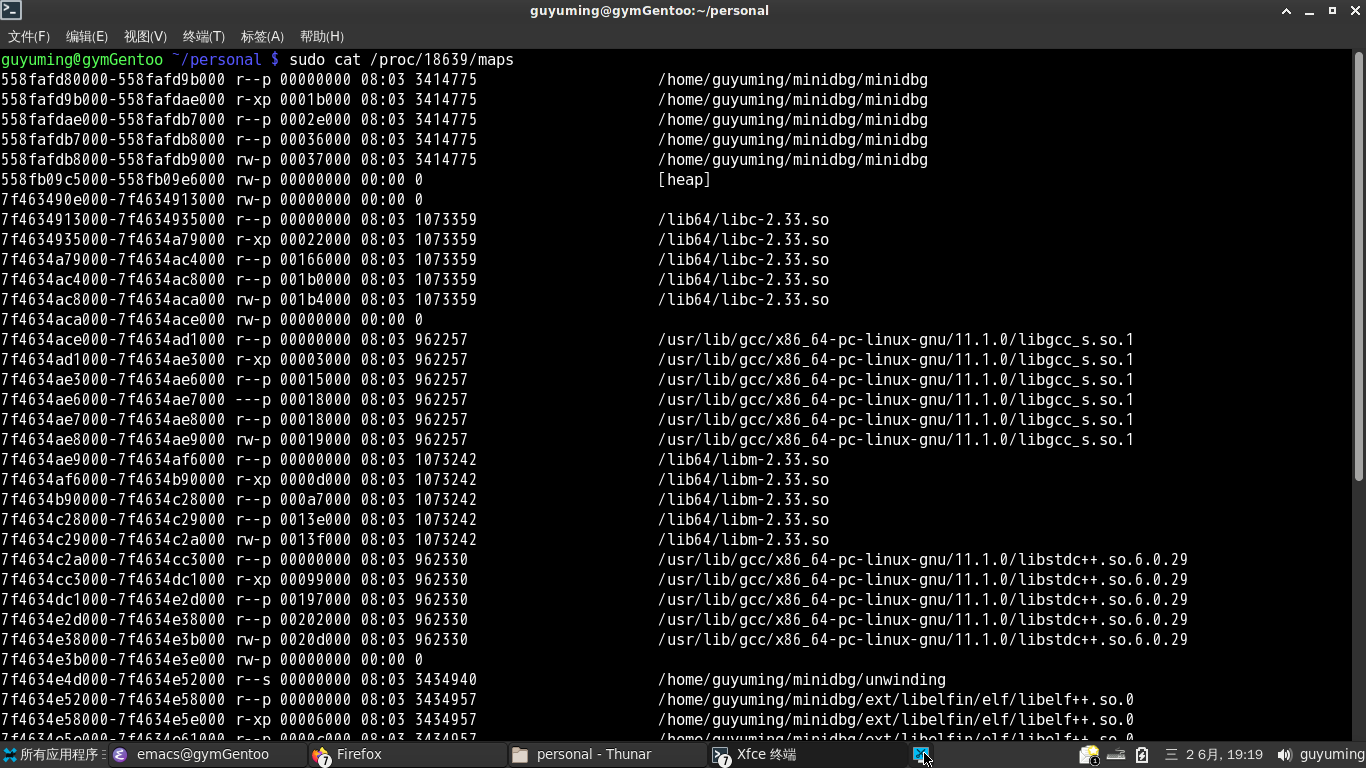 guyuming@gymGentoo:~/personal
文件(F) 编辑(E) 视图(V) 终端(T) 标签(A) 帮助(H)
guyuming@gymGentoo ~/personal $ sudo cat /proc/18639/maps
558fafd80000-558fafd9b000 r--p 00000000 08:03 3414775 /home/guyuming/minidbg/minidbg
558fafd9b000-558fafdae000 r-xp 0001b000 08:03 3414775 /home/guyuming/minidbg/minidbg
558fafdae000-558fafdb7000 r--p 0002e000 08:03 3414775 /home/guyuming/minidbg/minidbg
558fafdb7000-558fafdb8000 r--p 00036000 08:03 3414775 /home/guyuming/minidbg/minidbg
558fafdb8000-558fafdb9000 rw-p 00037000 08:03 3414775 /home/guyuming/minidbg/minidbg
558fb09c5000-558fb09e6000 rw-p 00000000 00:00 0 [heap]
7f463490e000-7f4634913000 rw-p 00000000 00:00 0
7f4634913000-7f4634935000 r--p 00000000 08:03 1073359 /lib64/libc-2.33.so
7f4634935000-7f4634a79000 r-xp 00022000 08:03 1073359 /lib64/libc-2.33.so
7f4634a79000-7f4634ac4000 r--p 00166000 08:03 1073359 /lib64/libc-2.33.so
7f4634ac4000-7f4634ac8000 r--p 001b0000 08:03 1073359 /lib64/libc-2.33.so
7f4634ac8000-7f4634aca000 rw-p 001b4000 08:03 1073359 /lib64/libc-2.33.so
7f4634aca000-7f4634ace000 rw-p 00000000 00:00 0
7f4634ace000-7f4634ad1000 r--p 00000000 08:03 962257 /usr/lib/gcc/x86_64-pc-linux-gnu/11.1.0/libgcc_s.so.1
7f4634ad1000-7f4634ae3000 r-xp 00003000 08:03 962257 /usr/lib/gcc/x86_64-pc-linux-gnu/11.1.0/libgcc_s.so.1
7f4634ae3000-7f4634ae6000 r--p 00015000 08:03 962257 /usr/lib/gcc/x86_64-pc-linux-gnu/11.1.0/libgcc_s.so.1
7f4634ae6000-7f4634ae7000 ---p 00018000 08:03 962257 /usr/lib/gcc/x86_64-pc-linux-gnu/11.1.0/libgcc_s.so.1
7f4634ae7000-7f4634ae8000 r--p 00018000 08:03 962257 /usr/lib/gcc/x86_64-pc-linux-gnu/11.1.0/libgcc_s.so.1
7f4634ae8000-7f4634ae9000 rw-p 00019000 08:03 962257 /usr/lib/gcc/x86_64-pc-linux-gnu/11.1.0/libgcc_s.so.1
7f4634ae9000-7f4634af6000 r--p 00000000 08:03 1073242 /lib64/libm-2.33.so
7f4634af6000-7f4634b90000 r-xp 0000d000 08:03 1073242 /lib64/libm-2.33.so
7f4634b90000-7f4634c28000 r--p 000a7000 08:03 1073242 /lib64/libm-2.33.so
7f4634c28000-7f4634c29000 r--p 0013e000 08:03 1073242 /lib64/libm-2.33.so
7f4634c29000-7f4634c2a000 rw-p 0013f000 08:03 1073242 /lib64/libm-2.33.so
7f4634c2a000-7f4634cc3000 r--p 00000000 08:03 962330 /usr/lib/gcc/x86_64-pc-linux-gnu/11.1.0/libstdc++.so.6.0.29
7f4634cc3000-7f4634dc1000 r-xp 00099000 08:03 962330 /usr/lib/gcc/x86_64-pc-linux-gnu/11.1.0/libstdc++.so.6.0.29
7f4634dc1000-7f4634e2d000 r--p 00197000 08:03 962330 /usr/lib/gcc/x86_64-pc-linux-gnu/11.1.0/libstdc++.so.6.0.29
7f4634e2d000-7f4634e38000 r--p 00202000 08:03 962330 /usr/lib/gcc/x86_64-pc-linux-gnu/11.1.0/libstdc++.so.6.0.29
7f4634e38000-7f4634e3b000 rw-p 0020d000 08:03 962330 /usr/lib/gcc/x86_64-pc-linux-gnu/11.1.0/libstdc++.so.6.0.29
7f4634e3b000-7f4634e3e000 rw-p 00000000 00:00 0
7f4634e4d000-7f4634e52000 r--s 00000000 08:03 3434940 /home/guyuming/minidbg/unwinding
7f4634e52000-7f4634e58000 r--p 00000000 08:03 3434957 /home/guyuming/minidbg/ext/libelfin/elf/libelf++.so.0
7f4634e58000-7f4634e5e000 r-xp 00006000 08:03 3434957 /home/guyuming/minidbg/ext/libelfin/elf/libelf++.so.0
7f4634e5e000-7f4634e61000 r--p 0000c000 08:03 3434957 /home/guyuming/minidbg/ext/libelfin/elf/libelf++.so.0
所有应用程序 emacs@gymGentoo 7 Firefox personal - Thunar 7 Xfce 终端 1 三 2 6月, 19:19 guyuming